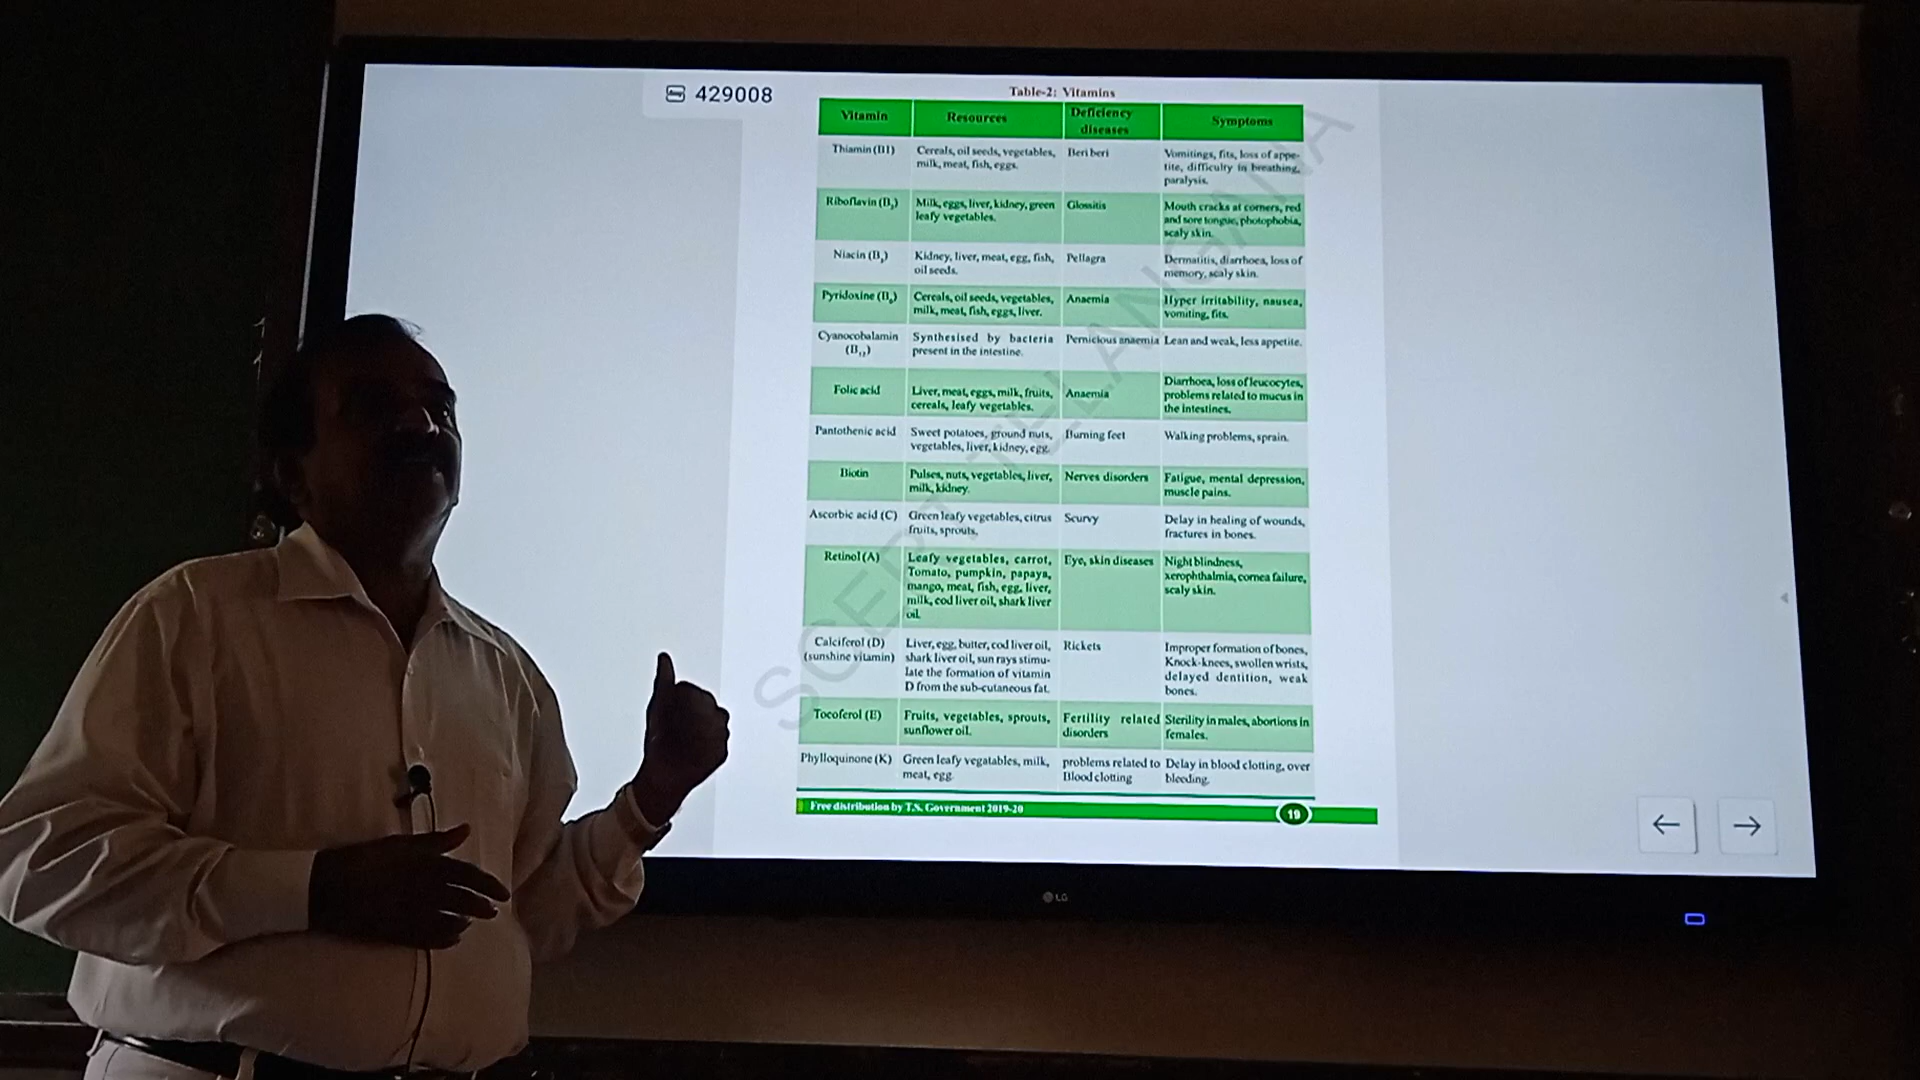 429008
Table-2: Vitamins
Vitamin Resources Deficiency diseases Symptoms
Thiamin (B1) Cereals, oil seeds, vegetables, Beri beri Vomitings, fits, loss of appe-
milk, meat, fish, eggs. tite, difficulty in breathing,
paralysis.
Riboflavin (B2) Milk, eggs, liver, kidney, green Glossitis Mouth cracks at corners, red
leafy vegetables. and sore tongue, photophobia,
scaly skin.
Niacin (B3) Kidney, liver, meat, egg, fish, Pellagra Dermatitis, diarrhoea, loss of
oil seeds. memory, scaly skin.
Pyridoxine (B6) Cereals, oil seeds, vegetables, Anaemia Hyper irritability, nausea,
milk, meat, fish, eggs, liver. vomiting, fits.
Cyanocobalamin Synthesised by bacteria Pernicious anaemia Lean and weak, less appetite.
(B12) present in the intestine.
Folic acid Liver, meat, eggs, milk, fruits, Anaemia Diarrhoea, loss of leucocytes,
cereals, leafy vegetables. problems related to mucus in
the intestines.
Pantothenic acid Sweet potatoes, ground nuts, Burning feet Walking problems, sprain.
vegetables, liver, kidney, egg.
Biotin Pulses, nuts, vegetables, liver, Nerves disorders Fatigue, mental depression,
milk, kidney. muscle pains.
Ascorbic acid (C) Green leafy vegetables, citrus Scurvy Delay in healing of wounds,
fruits, sprouts, fractures in bones.
Retinol (A) Leafy vegetables, carrot, Eye, skin diseases Night blindness,
Tomato, pumpkin, papaya, xerophthalmia, cornea failure,
mango, meat, fish, egg, liver, scaly skin.
milk, cod liver oil, shark liver
oil.
Calciferol (D) Liver, egg, butter, cod liver oil, Rickets Improper formation of bones,
(sunshine vitamin) shark liver oil, sun rays stimu- Knock-knees, swollen wrists,
late the formation of vitamin delayed dentition, weak
D from the sub-cutaneous fat. bones.
Tocoferol (E) Fruits, vegetables, sprouts, Fertility related Sterility in males, abortions in
sunflower oil. disorders females.
Phylloquinone (K) Green leafy vegatables, milk, problems related to Delay in blood clotting, over
meat, egg. Blood clotting bleeding.
Free distribution by T.S. Government 2019-20 19
SCERT TELANGANA
LG